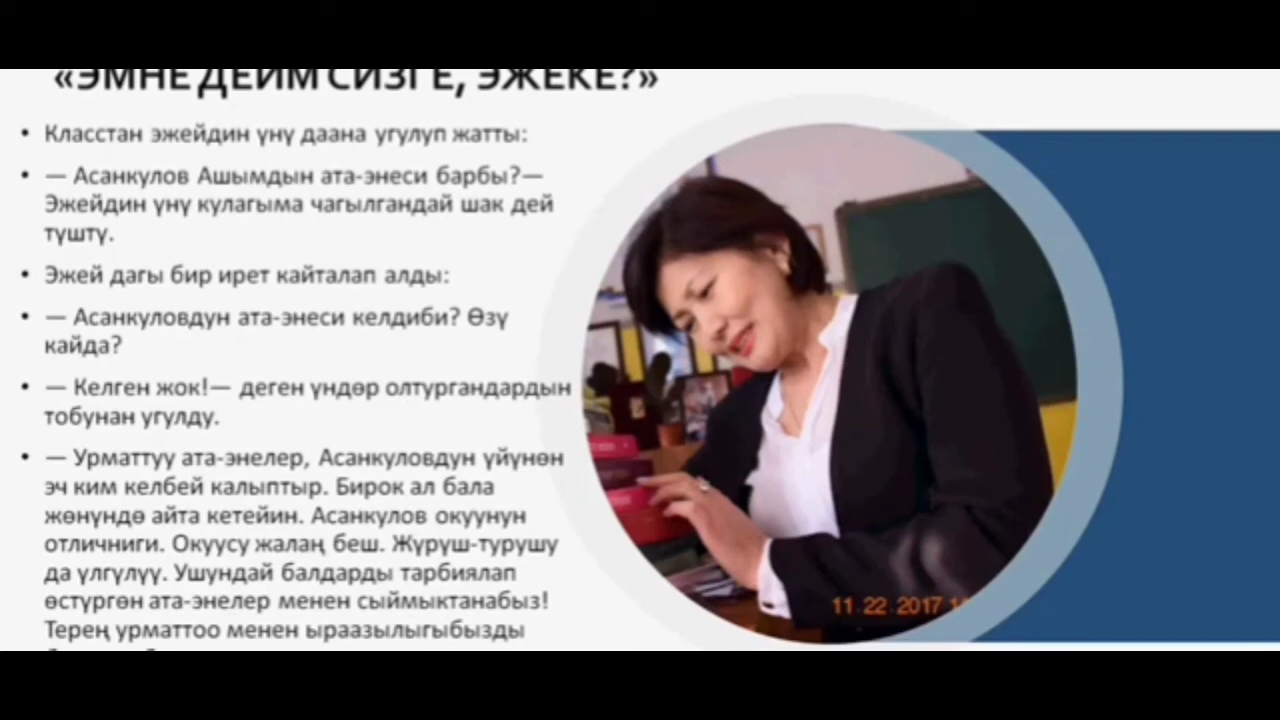 «ЭМНЕ ДЕЙМ СИЗГЕ, ЭЖЕКЕ?»
• Класстан эжейдин үнү даана угулуп жатты:
• — Асанкулов Ашымдын ата-энеси барбы?—
Эжейдин үнү кулагыма чагылгандай шак дей
түштү.
• Эжей дагы бир ирет кайталап алды:
• — Асанкуловдун ата-энеси келдиби? Өзү
кайда?
• — Келген жок!— деген үндөр олтургандардын
тобунан угулду.
• — Урматтуу ата-энелер, Асанкуловдун үйүнөн
эч ким келбей калыптыр. Бирок ал бала
жөнүндө айта кетейин. Асанкулов окуунун
отличниги. Окуусу жалаң беш. Жүрүш-турушу
да үлгүлүү. Ушундай балдарды тарбиялап
өстүргөн ата-энелер менен сыймыктанабыз!
Терең урматтоо менен ыраазылыгыбызды
11 22 2017